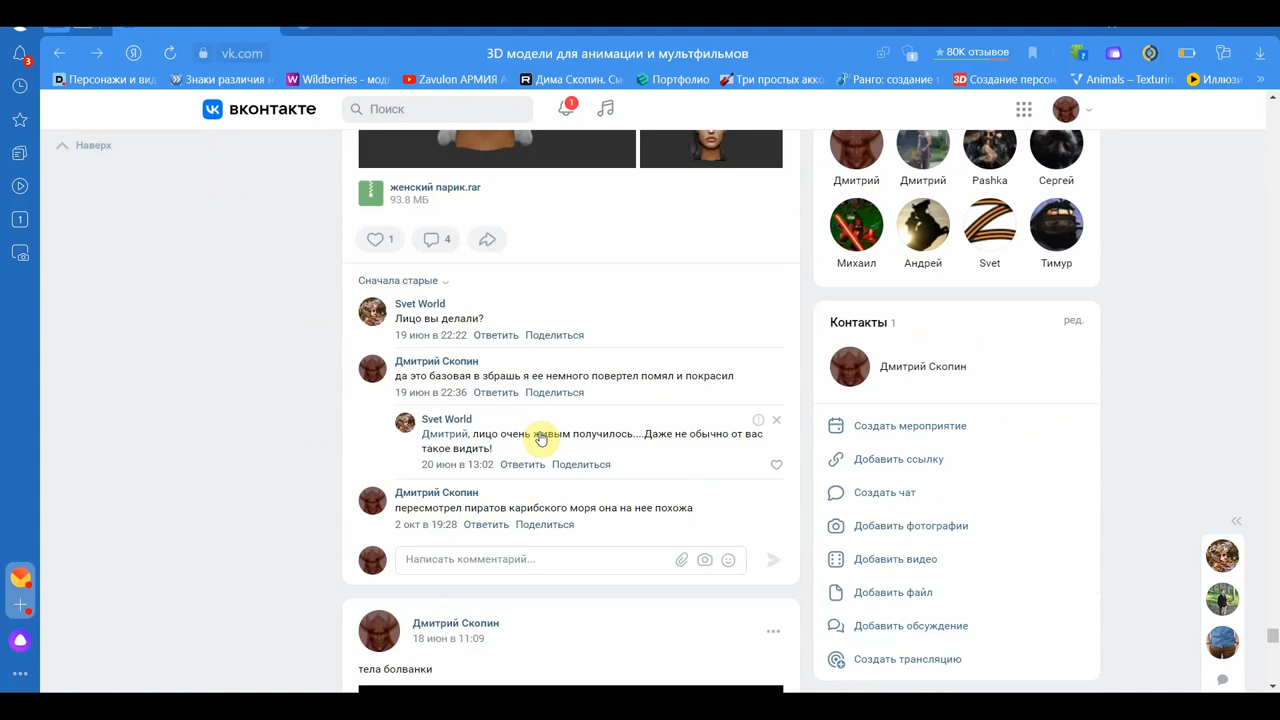 3
vk.com
3D модели для анимации и мультфильмов
80K отзывов
1
Персонажи и ви
Знаки различия н
Wildberries – мод
Zavulon АРМИЯ
Дима Скопин. См
Портфолио
Три простых акко
Ранго: создание
3D Создание персон
Animals – Texturin
Иллюзи
вконтакте
Поиск
1
Наверх
женский парик.rar
93.8 МБ
1
4
Сначала старые
Svet World
Лицо вы делали?
19 июн в 22:22 Ответить Поделиться
Дмитрий Скопин
да это базовая в збрашь я ее немного повертел помял и покрасил
19 июн в 22:36 Ответить Поделиться
Svet World
Дмитрий, лицо очень живым получилось....Даже не обычно от вас
такое видить!
20 июн в 13:02 Ответить Поделиться
Дмитрий Скопин
пересмотрел пиратов карибского моря она на нее похожа
2 окт в 19:28 Ответить Поделиться
Написать комментарий...
Дмитрий Скопин
18 июн в 11:09
тела болванки
Дмитрий Дмитрий Pashka Сергей
Михаил Андрей Svet Тимур
Контакты 1
ред.
Дмитрий Скопин
Создать мероприятие
Добавить ссылку
Создать чат
Добавить фотографии
Добавить видео
Добавить файл
Добавить обсуждение
Создать трансляцию